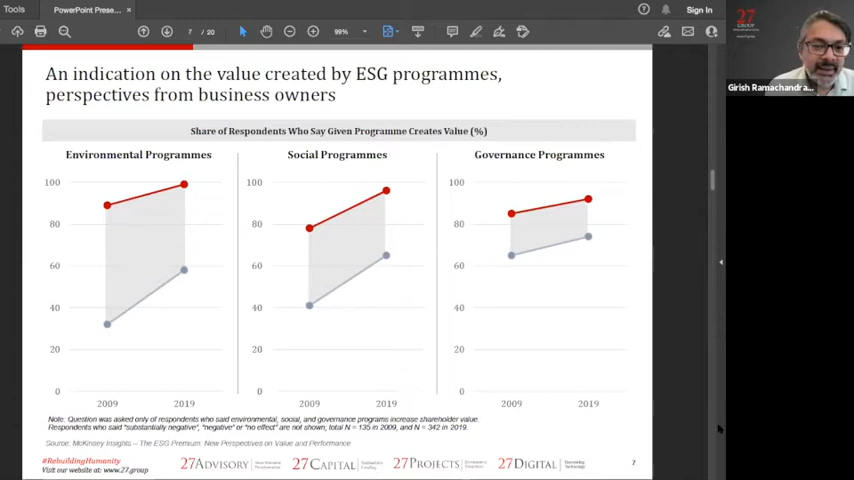 Tools
PowerPoint Prese... ×
Sign In
7 / 20
99%
27
GROUP
Girish Ramachandra...
An indication on the value created by ESG programmes,
perspectives from business owners
Share of Respondents Who Say Given Programme Creates Value (%)
Environmental Programmes
Social Programmes
Governance Programmes
100 100 100
80 80 80
60 60 60
40 40 40
20 20 20
0 0 0
2009 2019 2009 2019 2009 2019
Note: Question was asked only of respondents who said environmental, social, and governance programs increase shareholder value.
Respondents who said "substantially negative", "negative" or "no effect" are not shown; total N = 135 in 2009, and N = 342 in 2019.
Source: McKinsey Insights – The ESG Premium: New Perspectives on Value and Performance
#RebuildingHumanity
Visit our website at: www.27.group
27ADVISORY
27CAPITAL
27PROJECTS
27DIGITAL
7